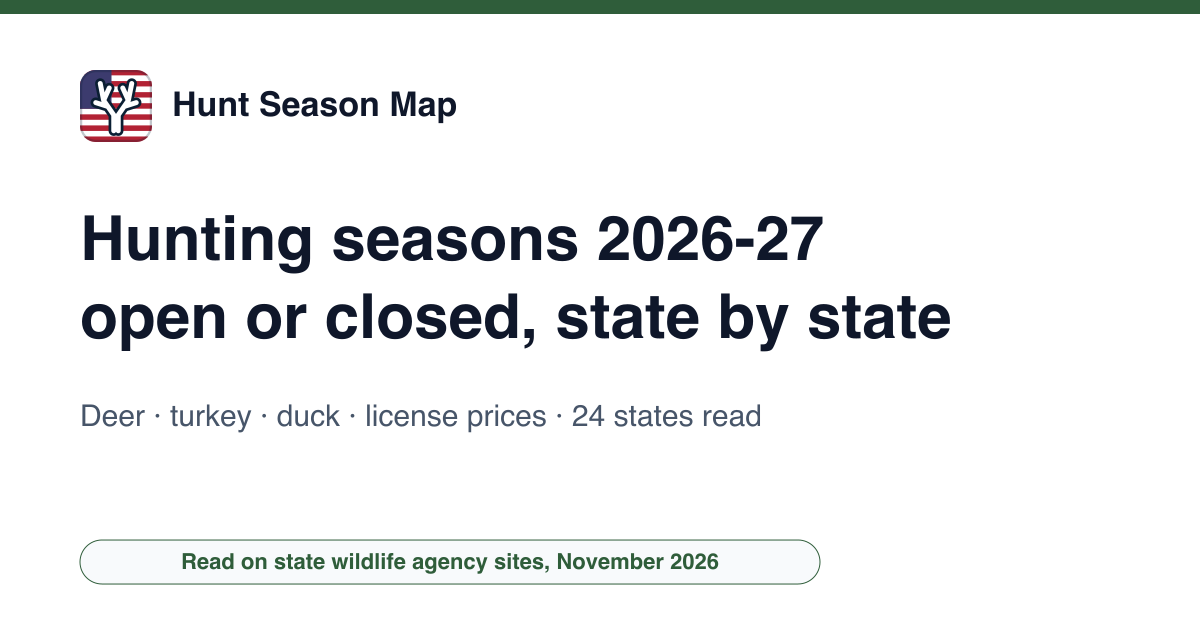 Hunt Season Map
Hunting seasons 2026-27
open or closed, state by state
Deer · turkey · duck · license prices · 24 states read
Read on state wildlife agency sites, November 2026